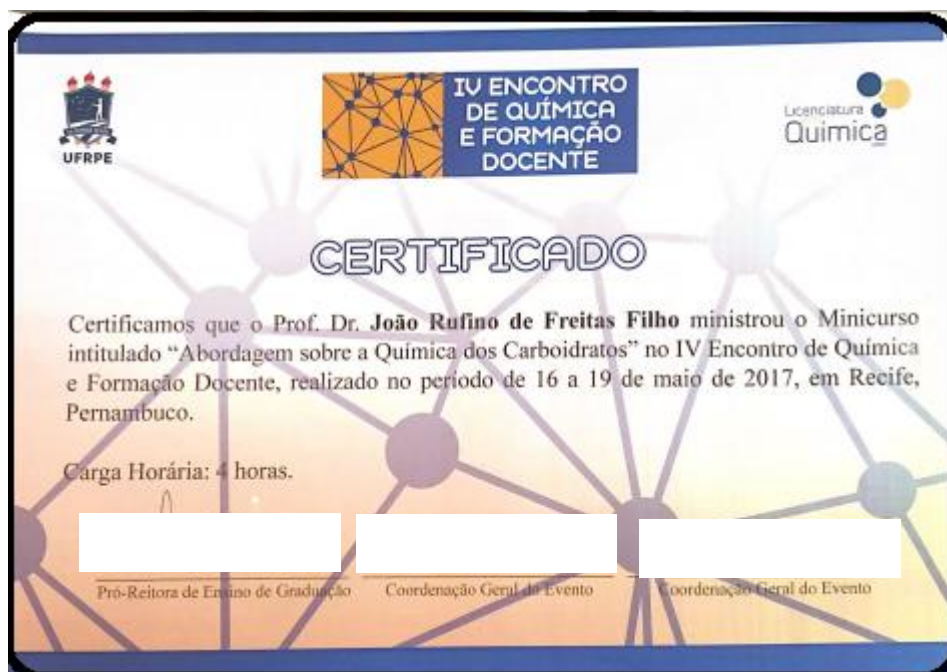 UFRPE
IV ENCONTRO
DE QUÍMICA
E FORMAÇÃO
DOCENTE
Licenciatura
Química
CERTIFICADO
Certificamos que o Prof. Dr. João Rufino de Freitas Filho ministrou o Minicurso
intitulado “Abordagem sobre a Química dos Carboidratos” no IV Encontro de Química
e Formação Docente, realizado no período de 16 a 19 de maio de 2017, em Recife,
Pernambuco.
Carga Horária: 4 horas.
Pró-Reitora de Ensino de Graduação
Coordenação Geral do Evento
Coordenação Geral do Evento